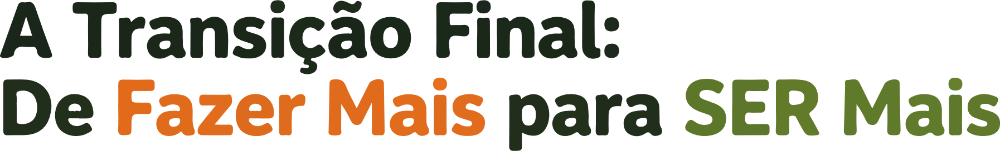 A Transição Final:
De Fazer Mais para SER Mais